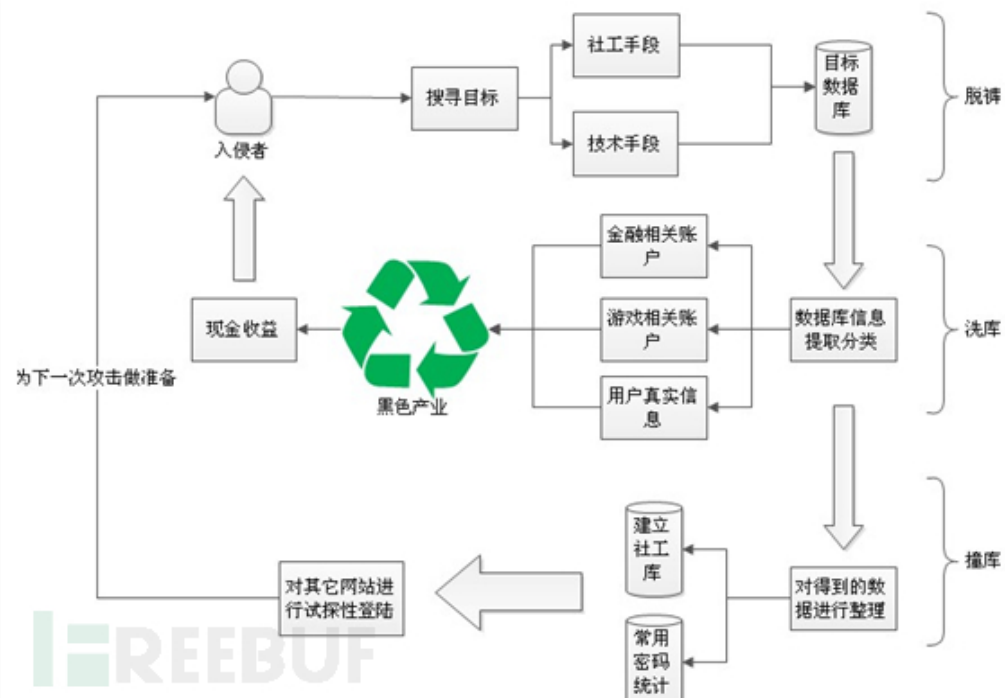 社工手段
目标
数据
库
搜寻目标
脱裤
技术手段
入侵者
金融相关账
户
现金收益
游戏相关账
户
数据库信息
提取分类
洗库
为下一次攻击做准备
黑色产业
用户真实信
息
建立
社工
库
对其它网站进
行试探性登陆
对得到的数
据进行整理
撞库
常用
密码
统计
REEBUF